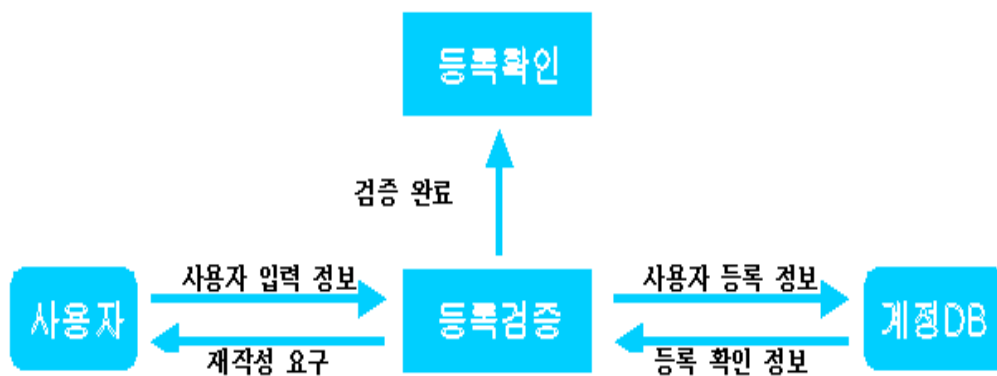 등록확인
검증 완료
사용자 입력 정보
사용자 등록 정보
사용자
등록검증
계정DB
재작성 요구
등록 확인 정보